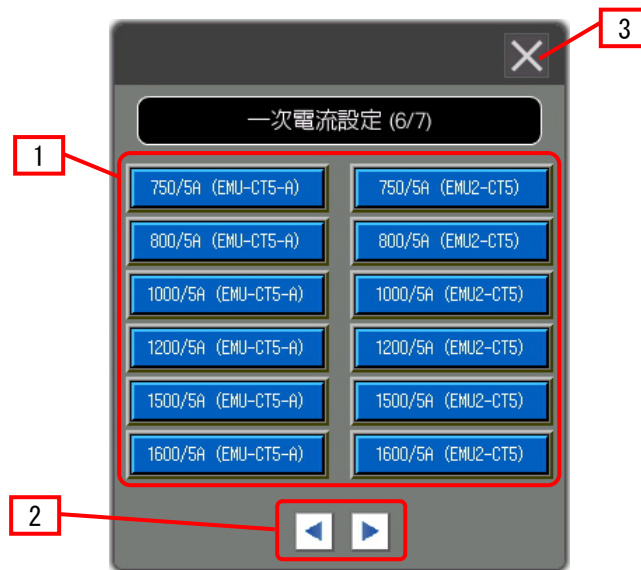 3
一次電流設定 (6/7)
1
750/5A (EMU-CT5-A) 750/5A (EMU2-CT5)
800/5A (EMU-CT5-A) 800/5A (EMU2-CT5)
1000/5A (EMU-CT5-A) 1000/5A (EMU2-CT5)
1200/5A (EMU-CT5-A) 1200/5A (EMU2-CT5)
1500/5A (EMU-CT5-A) 1500/5A (EMU2-CT5)
1600/5A (EMU-CT5-A) 1600/5A (EMU2-CT5)
2